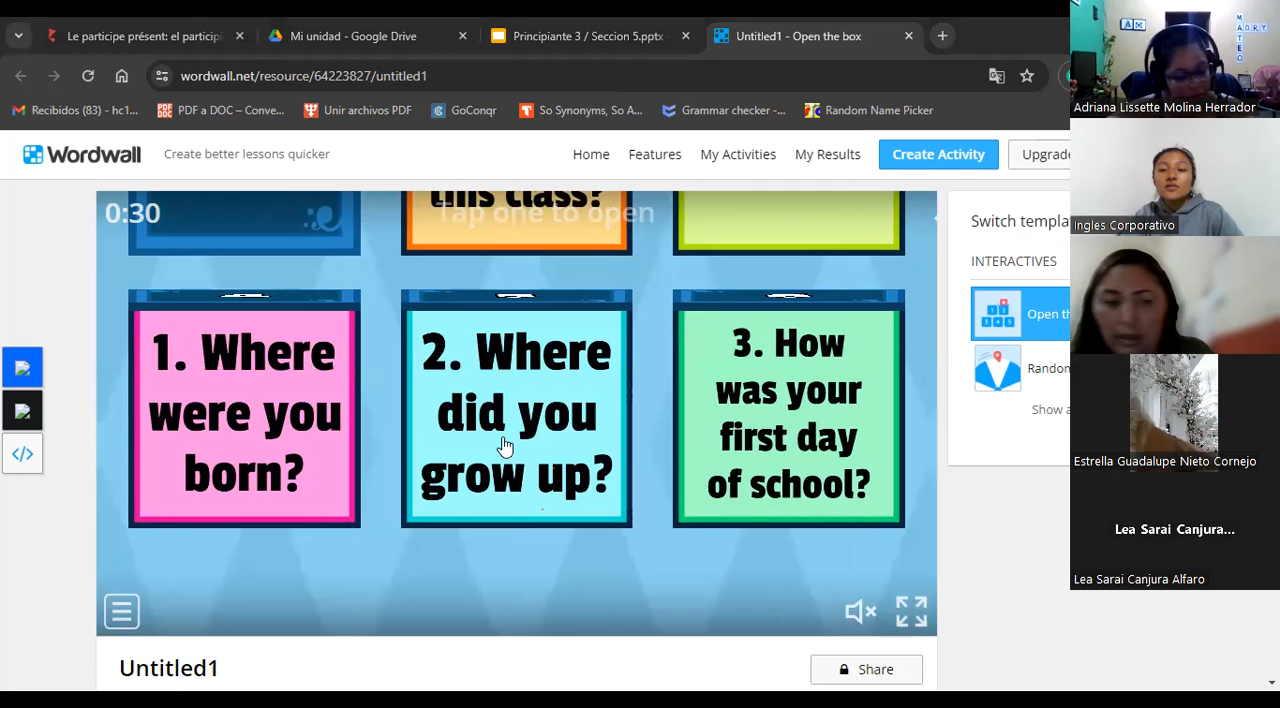 Le participe présent: el particip
Mi unidad - Google Drive
Principiante 3 / Seccion 5.pptx
Untitled1 - Open the box
wordwall.net/resource/64223827/untitled1
Recibidos (83) - hc1...
PDF a DOC – Conve...
Unir archivos PDF
GoConqr
So Synonyms, So A...
Grammar checker -...
Random Name Picker
Wordwall
Create better lessons quicker
Home
Features
My Activities
My Results
Create Activity
Upgrade
0:30
this class?
Tap one to open
1. Where
were you
born?
2. Where
did you
grow up?
3. How
was your
first day
of school?
Untitled1
Share
Switch templa
INTERACTIVES
Open th
Random
Show a
AM
MATEO
ADRY
Adriana Lissette Molina Herrador
Ingles Corporativo
Estrella Guadalupe Nieto Cornejo
Lea Sarai Canjura...
Lea Sarai Canjura Alfaro